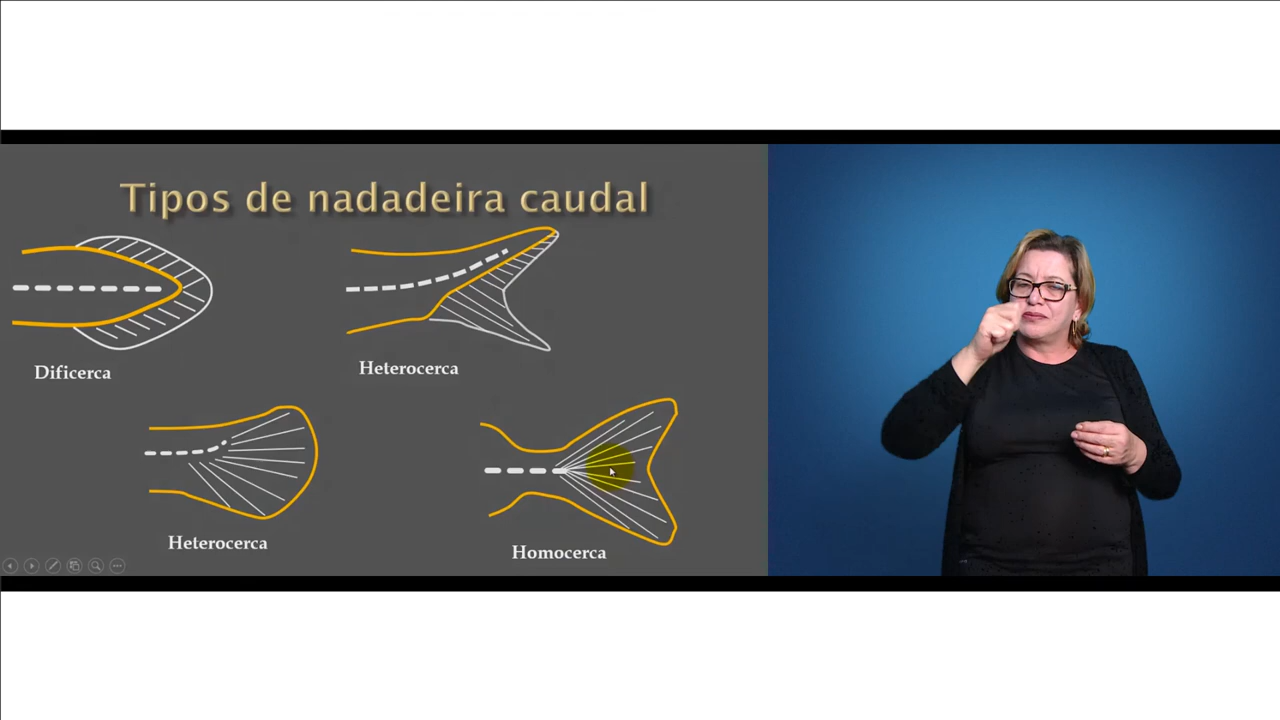 Tipos de nadadeira caudal
Dificerca
Heterocerca
Heterocerca
Homocerca